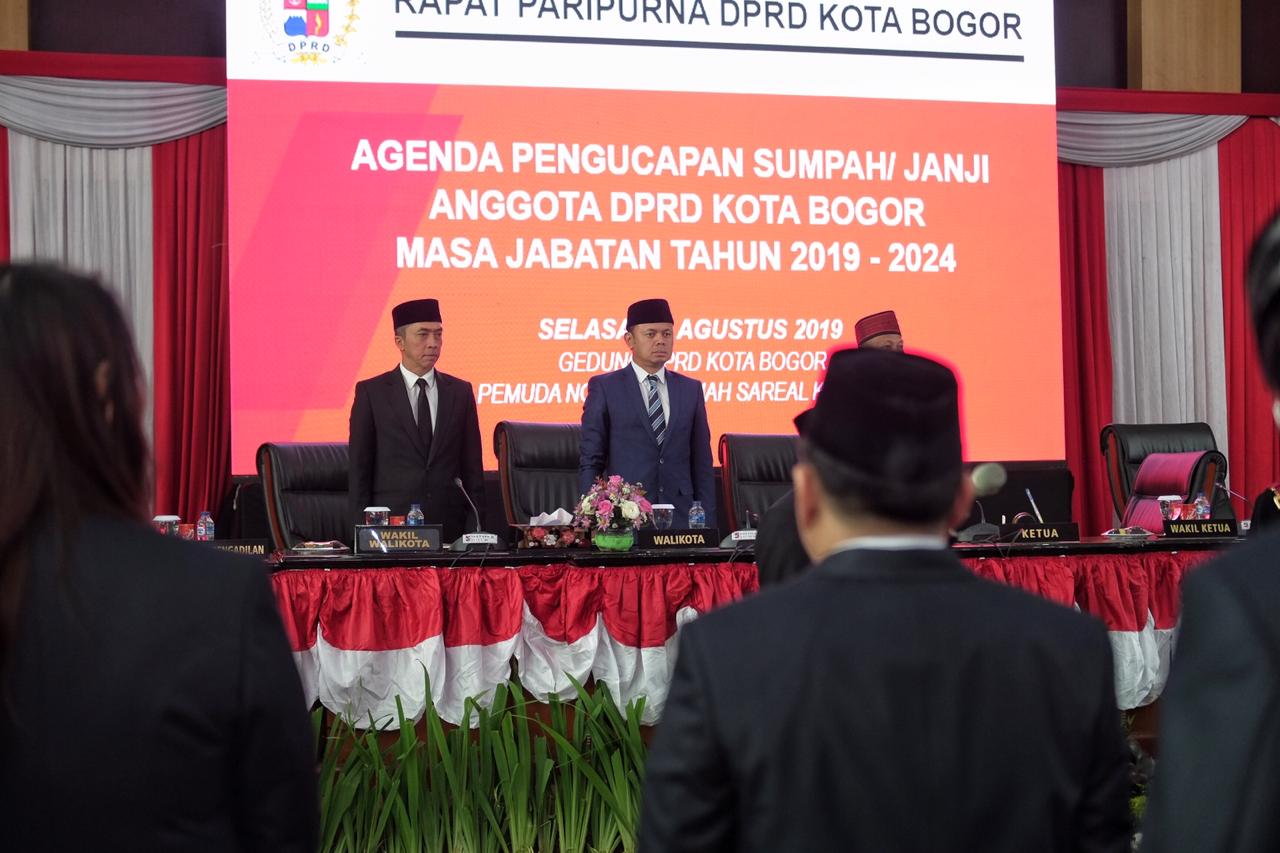 RAPAT PARIPURNA DPRD KOTA BOGOR
DPRD
AGENDA PENGUCAPAN SUMPAH/ JANJI
ANGGOTA DPRD KOTA BOGOR
MASA JABATAN TAHUN 2019 - 2024
AGUSTUS 2019
DPRD KOTA BOGOR
PEMUDA
SAREAL
WAKIL
WALIKOTA
WALIKOTA
KETUA
WAKIL KETUA